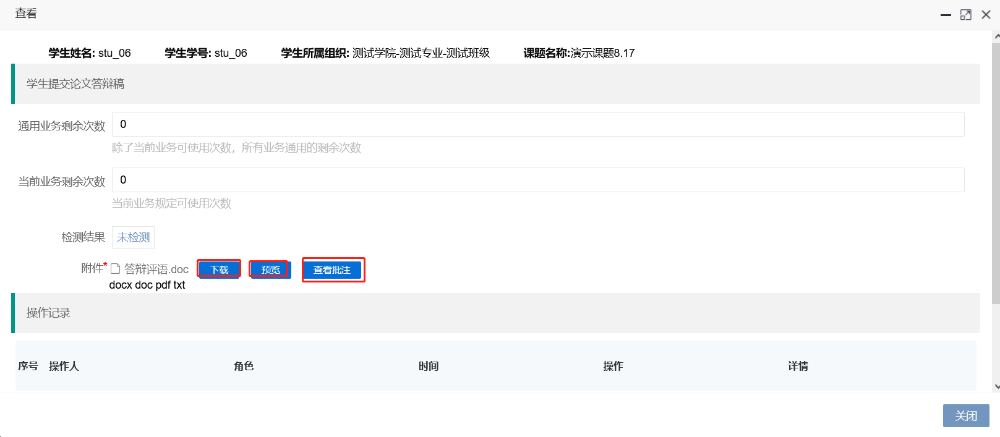 查看
学生姓名: stu_06 学生学号: stu_06 学生所属组织: 测试学院-测试专业-测试班级 课题名称:演示课题8.17
学生提交论文答辩稿
通用业务剩余次数 0
除了当前业务可使用次数，所有业务通用的剩余次数
当前业务剩余次数 0
当前业务规定可使用次数
检测结果 未检测
附件* 答辩评语.doc 下载 预览 查看批注
docx doc pdf txt
操作记录
序号 操作人 角色 时间 操作 详情
关闭